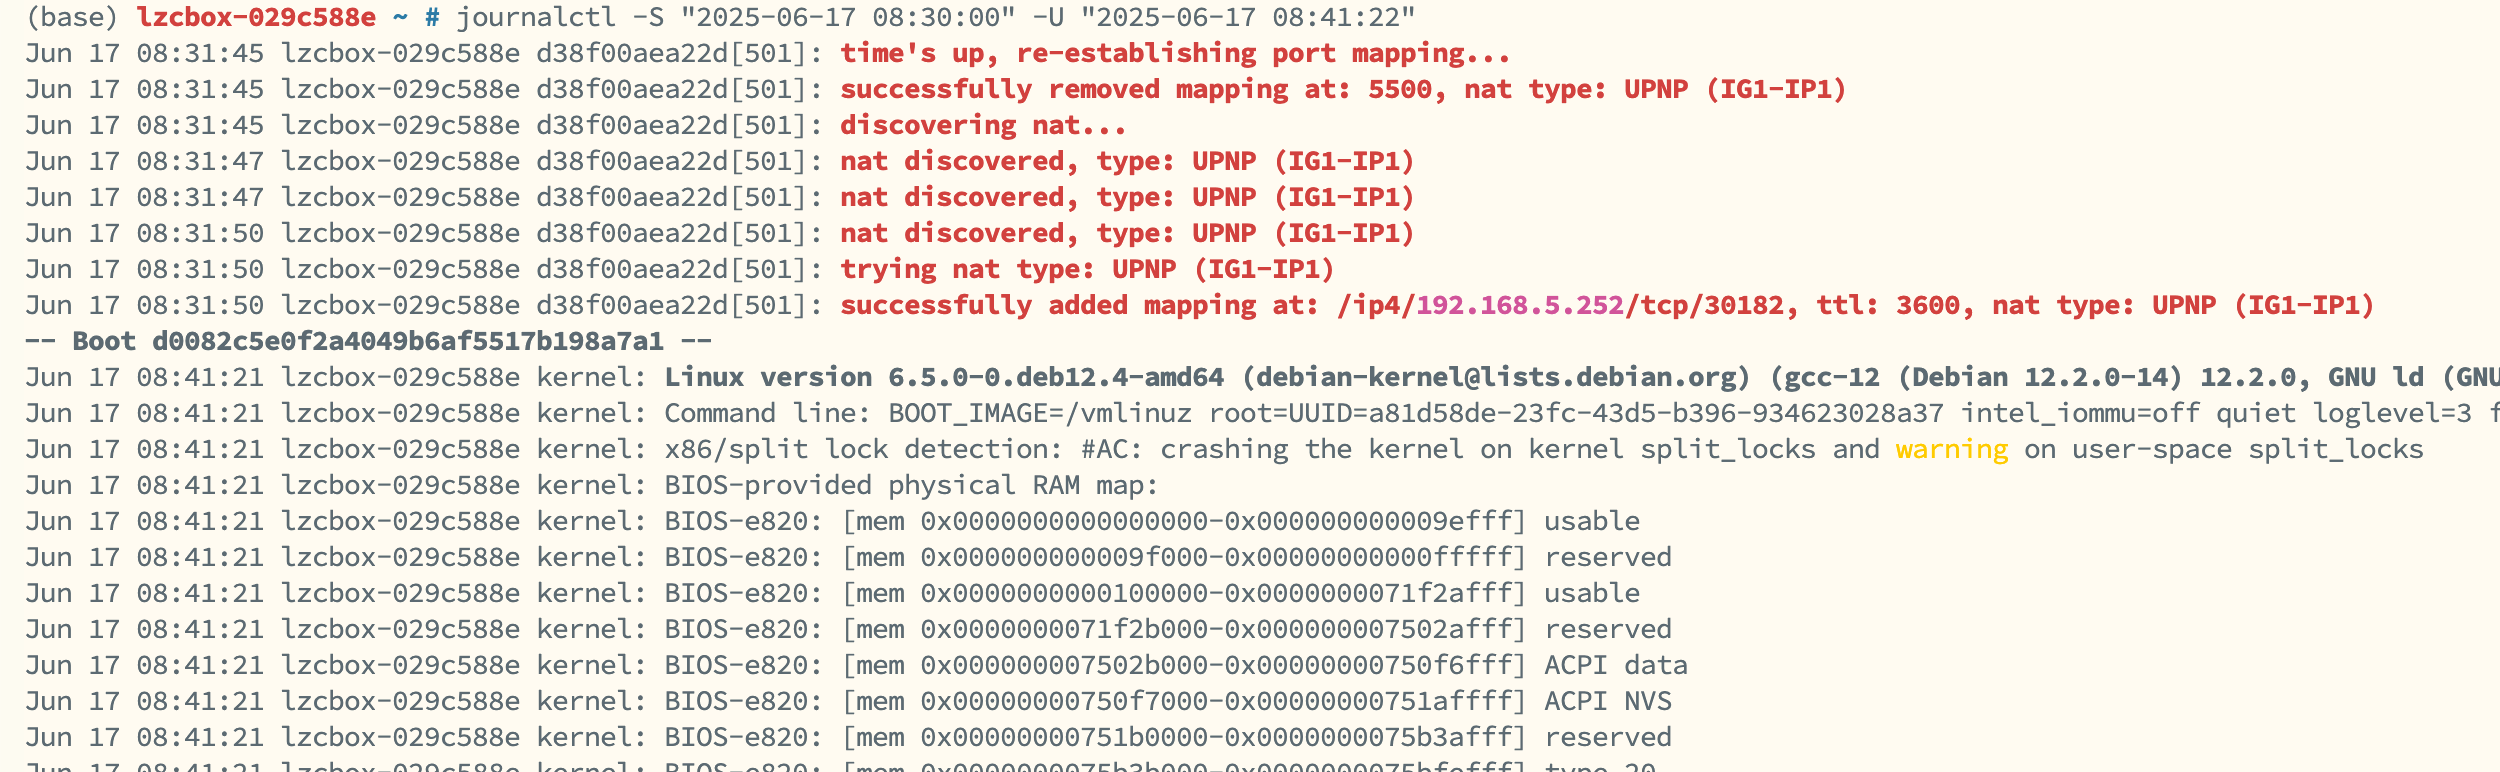 (base) lzcbox-029c588e ~ # journalctl -S "2025-06-17 08:30:00" -U "2025-06-17 08:41:22"
Jun 17 08:31:45 lzcbox-029c588e d38f00aea22d[501]: time's up, re-establishing port mapping...
Jun 17 08:31:45 lzcbox-029c588e d38f00aea22d[501]: successfully removed mapping at: 5500, nat type: UPNP (IG1-IP1)
Jun 17 08:31:45 lzcbox-029c588e d38f00aea22d[501]: discovering nat...
Jun 17 08:31:47 lzcbox-029c588e d38f00aea22d[501]: nat discovered, type: UPNP (IG1-IP1)
Jun 17 08:31:47 lzcbox-029c588e d38f00aea22d[501]: nat discovered, type: UPNP (IG1-IP1)
Jun 17 08:31:50 lzcbox-029c588e d38f00aea22d[501]: nat discovered, type: UPNP (IG1-IP1)
Jun 17 08:31:50 lzcbox-029c588e d38f00aea22d[501]: trying nat type: UPNP (IG1-IP1)
Jun 17 08:31:50 lzcbox-029c588e d38f00aea22d[501]: successfully added mapping at: /ip4/192.168.5.252/tcp/30182, ttl: 3600, nat type: UPNP (IG1-IP1)
-- Boot d0082c5e0f2a4049b6af5517b198a7a1 --
Jun 17 08:41:21 lzcbox-029c588e kernel: Linux version 6.5.0-0.deb12.4-amd64 (debian-kernel@lists.debian.org) (gcc-12 (Debian 12.2.0-14) 12.2.0, GNU ld (GNU
Jun 17 08:41:21 lzcbox-029c588e kernel: Command line: BOOT_IMAGE=/vmlinuz root=UUID=a81d58de-23fc-43d5-b396-934623028a37 intel_iommu=off quiet loglevel=3 f
Jun 17 08:41:21 lzcbox-029c588e kernel: x86/split lock detection: #AC: crashing the kernel on kernel split_locks and warning on user-space split_locks
Jun 17 08:41:21 lzcbox-029c588e kernel: BIOS-provided physical RAM map:
Jun 17 08:41:21 lzcbox-029c588e kernel: BIOS-e820: [mem 0x0000000000000000-0x000000000009efff] usable
Jun 17 08:41:21 lzcbox-029c588e kernel: BIOS-e820: [mem 0x000000000009f000-0x00000000000fffff] reserved
Jun 17 08:41:21 lzcbox-029c588e kernel: BIOS-e820: [mem 0x0000000000100000-0x0000000071f2afff] usable
Jun 17 08:41:21 lzcbox-029c588e kernel: BIOS-e820: [mem 0x0000000071f2b000-0x000000007502afff] reserved
Jun 17 08:41:21 lzcbox-029c588e kernel: BIOS-e820: [mem 0x000000007502b000-0x00000000750f6fff] ACPI data
Jun 17 08:41:21 lzcbox-029c588e kernel: BIOS-e820: [mem 0x00000000750f7000-0x00000000751affff] ACPI NVS
Jun 17 08:41:21 lzcbox-029c588e kernel: BIOS-e820: [mem 0x00000000751b0000-0x0000000075b3afff] reserved
Jun 17 08:41:21 lzcbox-029c588e kernel: BIOS-e820: [mem